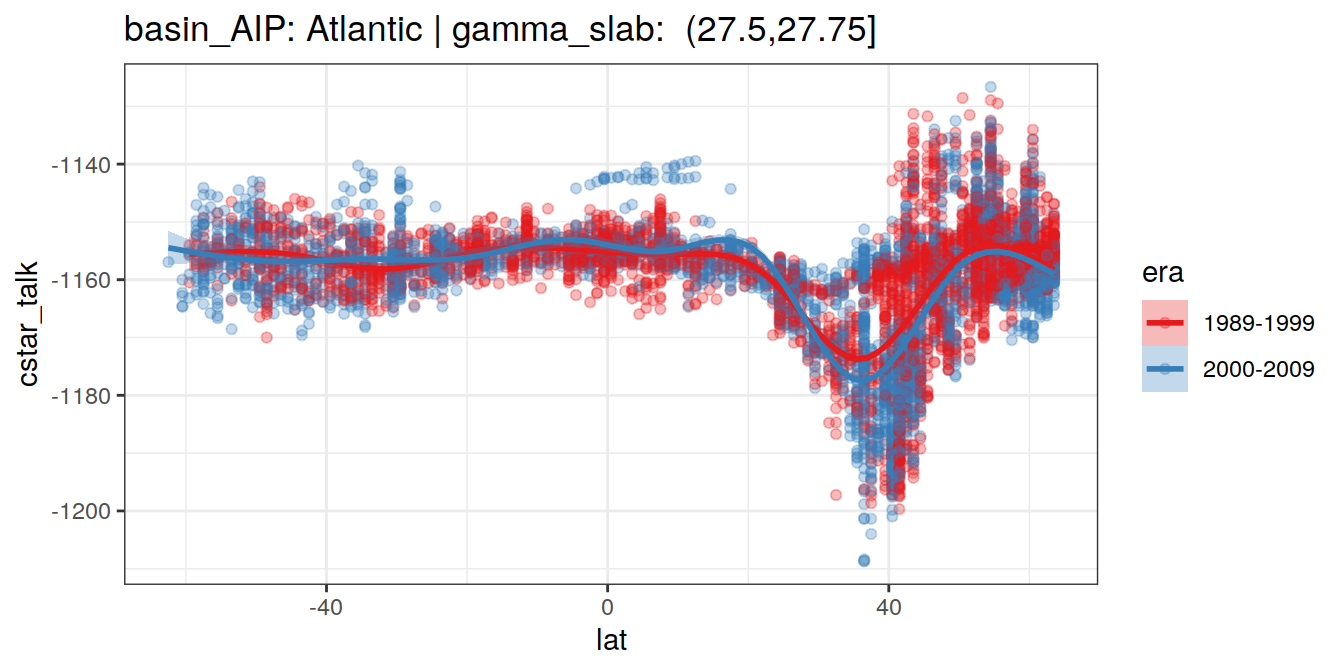 basin_AIP: Atlantic | gamma_slab:  (27.5,27.75]
cstar_talk
-1140
-1160
-1180
-1200
-40
0
40
lat
era
1989-1999
2000-2009